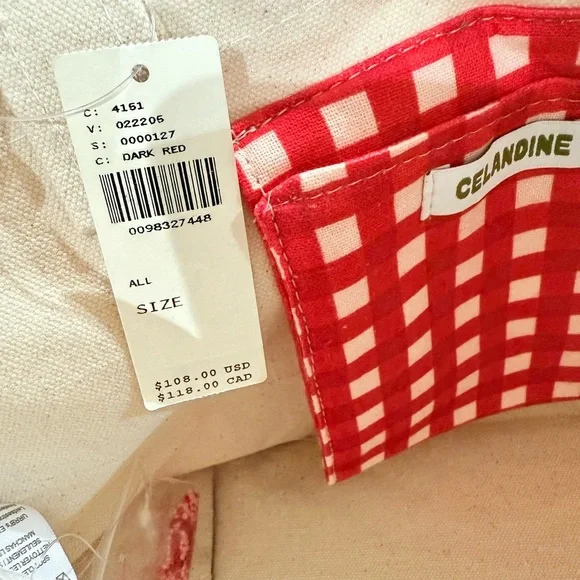 C: 4151
V: 022205
S: 0000127
C: DARK RED
0098327448
ALL
SIZE
$108.00 USD
$118.00 CAD
CELANDINE